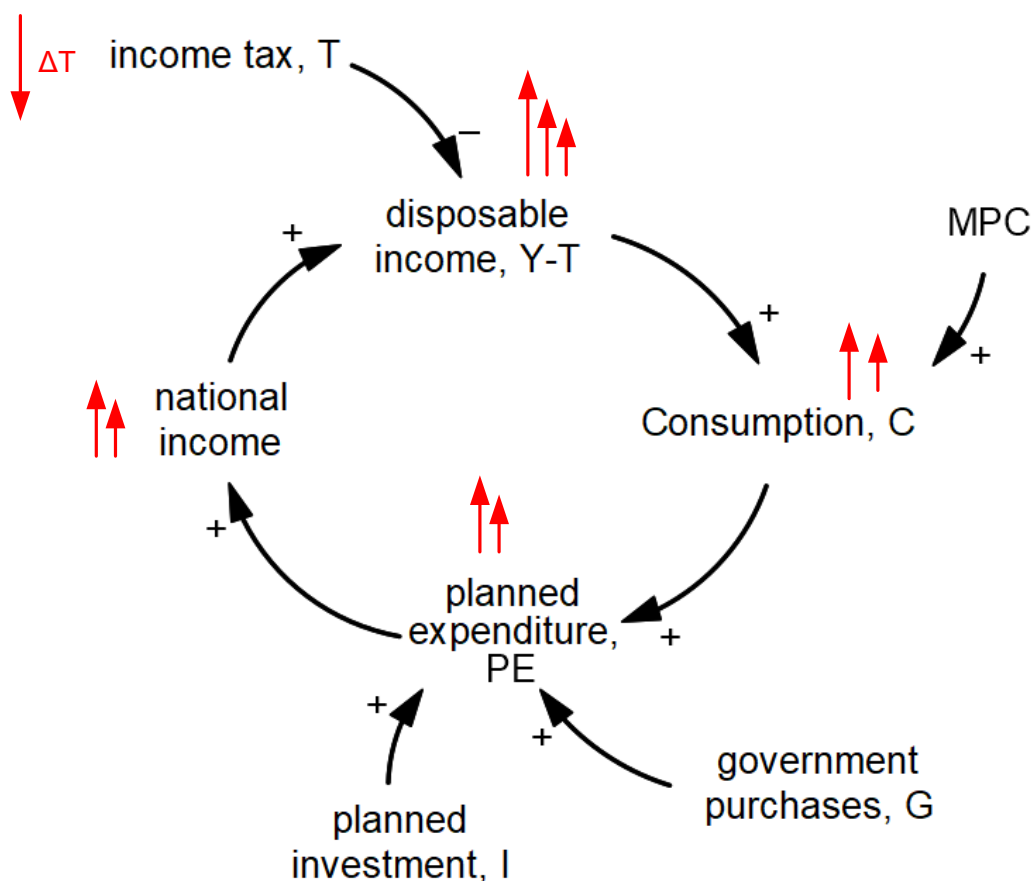 ΔT
income tax, T
–
disposable
income, Y-T
MPC
+
+
+
national
income
Consumption, C
+
planned
expenditure,
PE
+
+
+
government
purchases, G
planned
investment, I